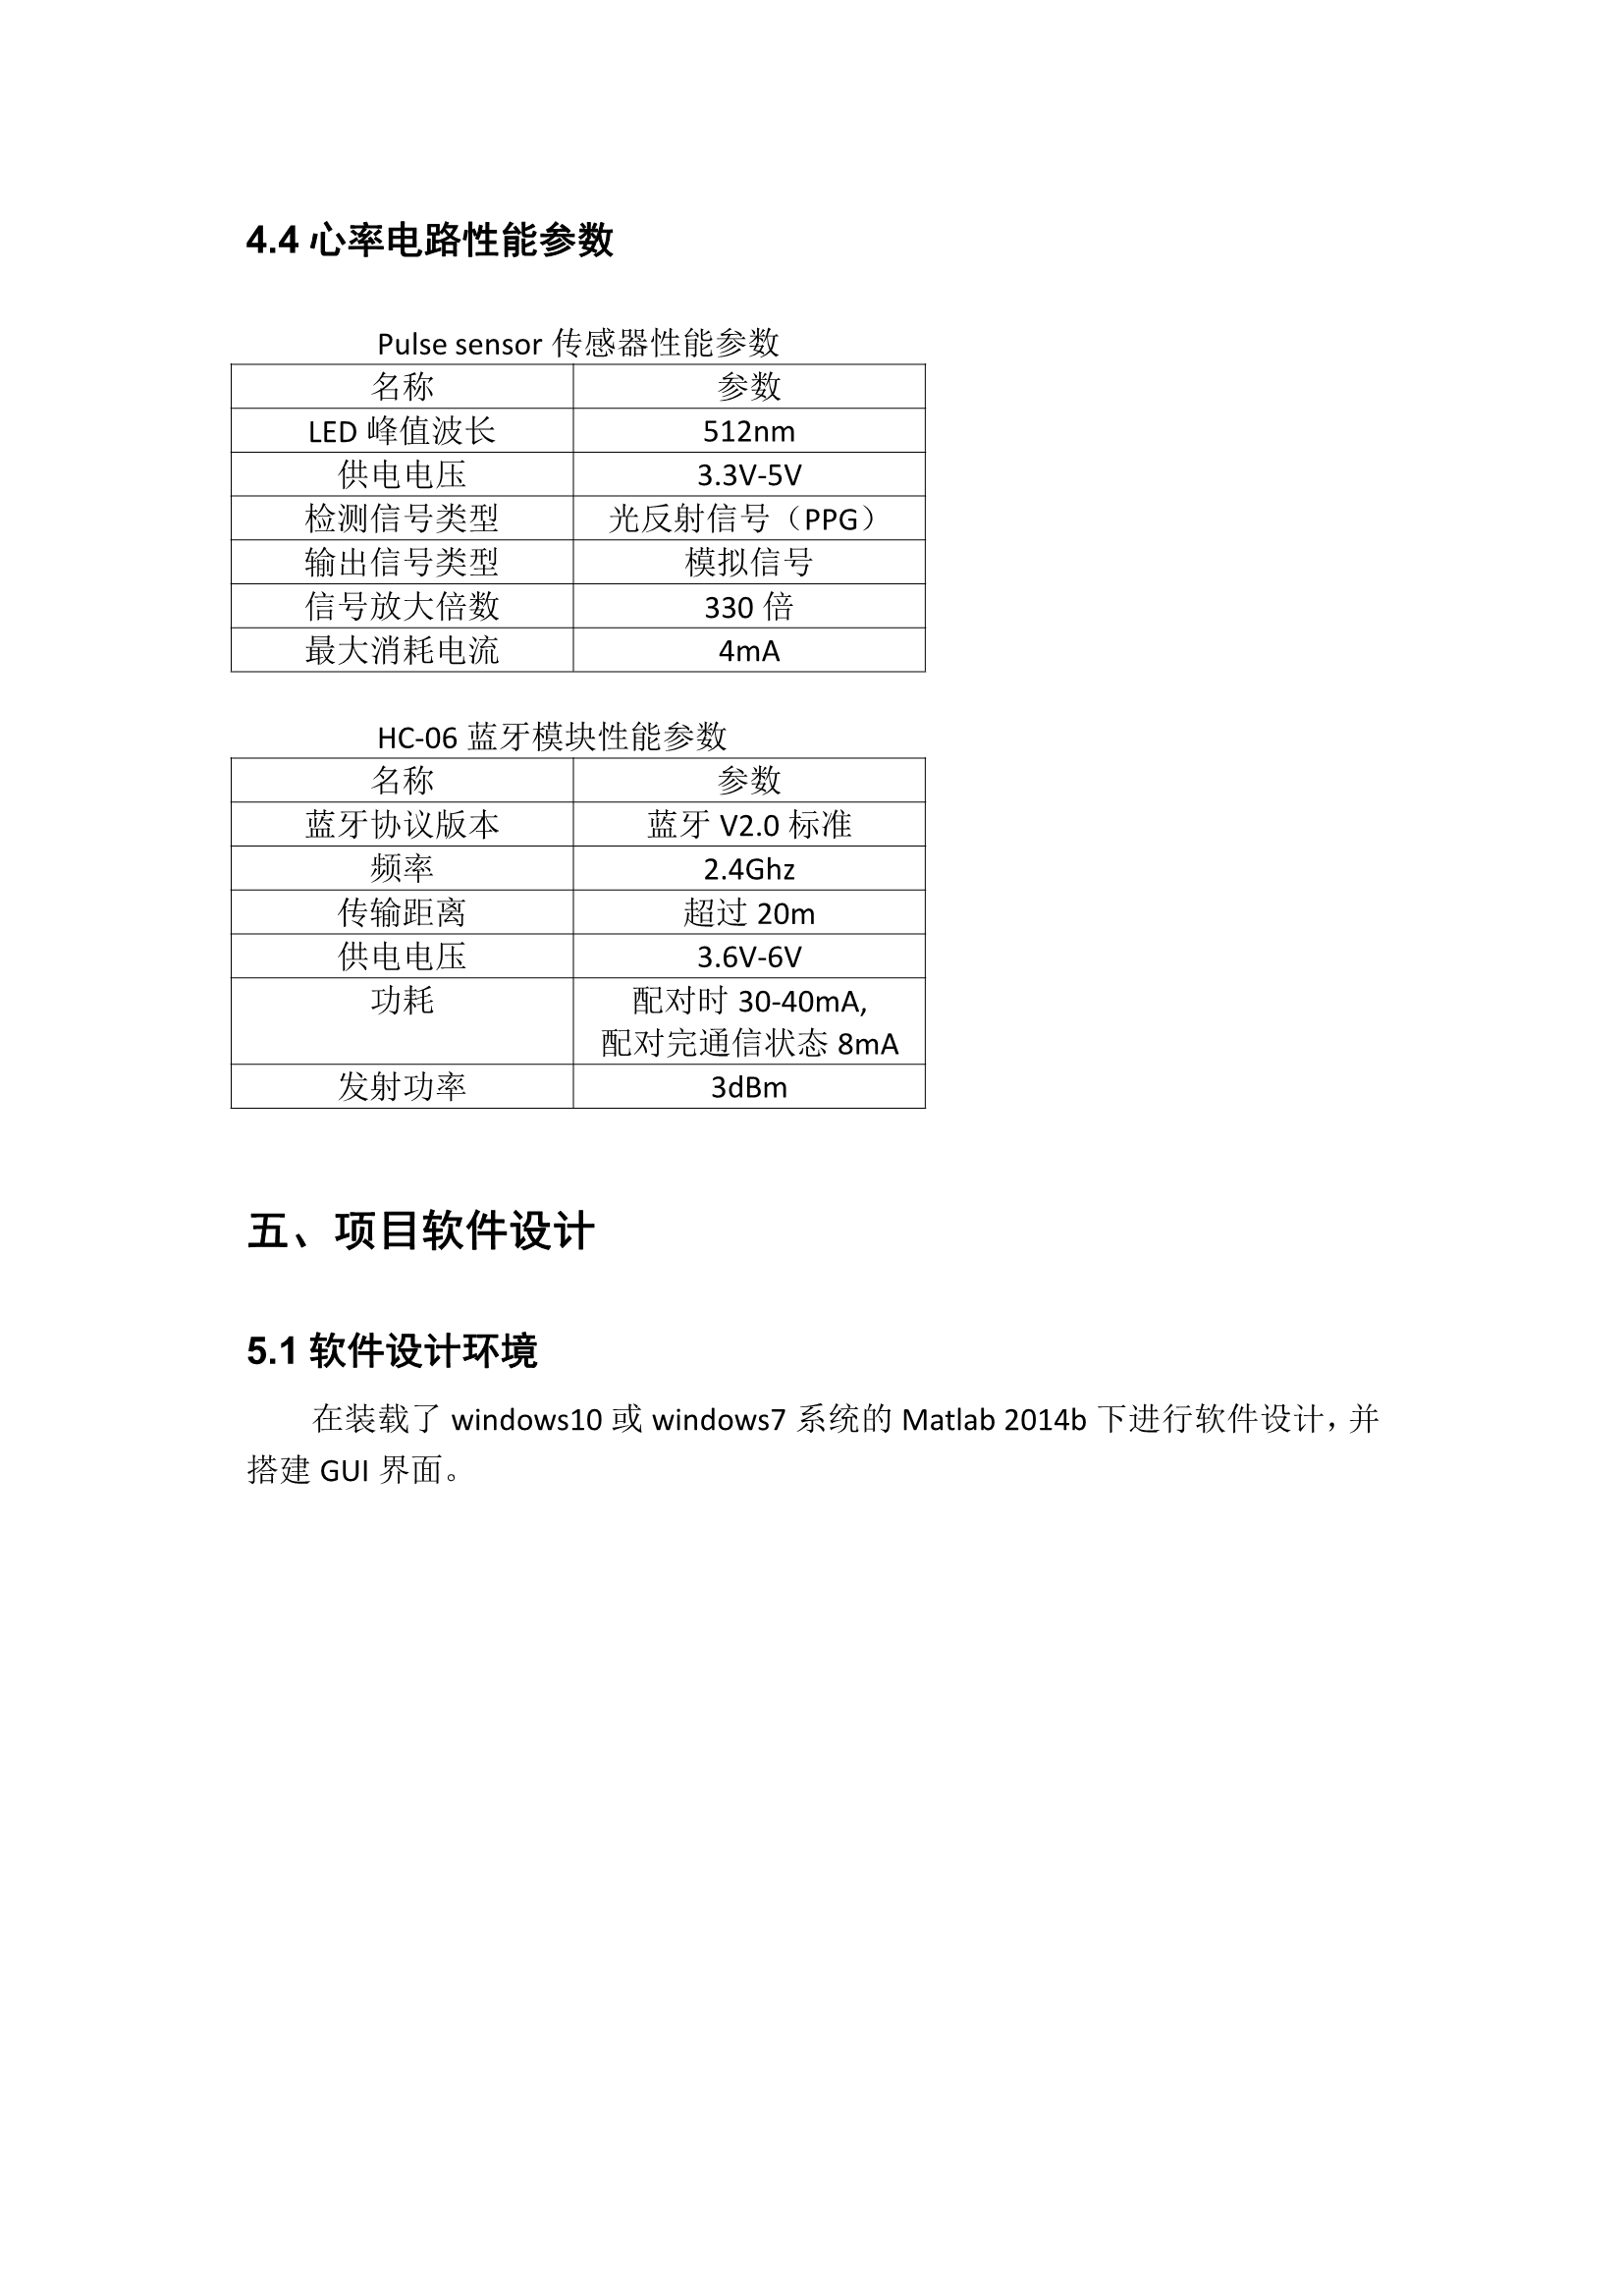 4.4 心率电路性能参数
Pulse sensor 传感器性能参数
名称 参数
LED 峰值波长 512nm
供电电压 3.3V-5V
检测信号类型 光反射信号（PPG）
输出信号类型 模拟信号
信号放大倍数 330 倍
最大消耗电流 4mA
HC-06 蓝牙模块性能参数
名称 参数
蓝牙协议版本 蓝牙 V2.0 标准
频率 2.4Ghz
传输距离 超过 20m
供电电压 3.6V-6V
功耗 配对时 30-40mA,
配对完通信状态 8mA
发射功率 3dBm
五、项目软件设计
5.1 软件设计环境
在装载了 windows10 或 windows7 系统的 Matlab 2014b 下进行软件设计，并
搭建 GUI 界面。